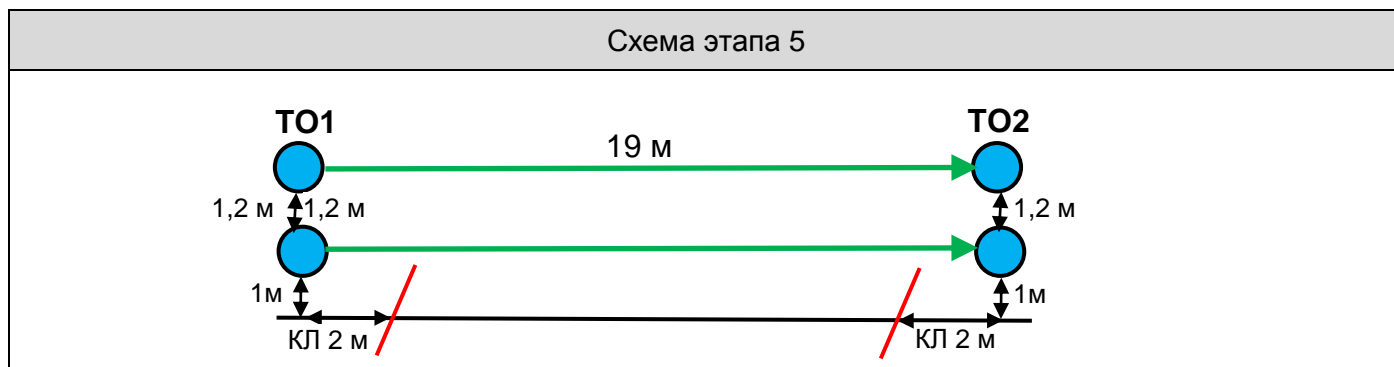 Схема этапа 5
ТО1
ТО2
19 м
1,2 м
1,2 м
1,2 м
1м
1м
КЛ 2 м
КЛ 2 м